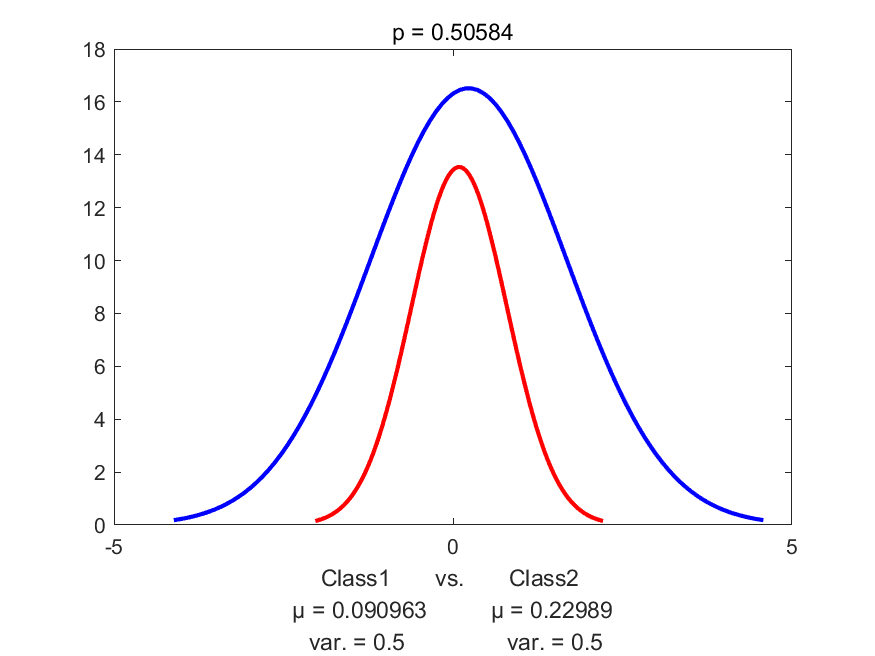 p = 0.50584
18
16
14
12
10
8
6
4
2
0
-5 0 5
Class1 vs. Class2
μ = 0.090963 μ = 0.22989
var. = 0.5 var. = 0.5